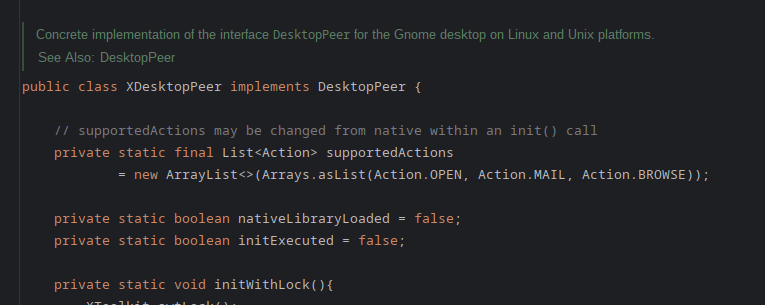 Concrete implementation of the interface DesktopPeer for the Gnome desktop on Linux and Unix platforms.
See Also: DesktopPeer
public class XDesktopPeer implements DesktopPeer {
// supportedActions may be changed from native within an init() call
private static final List<Action> supportedActions
= new ArrayList<>(Arrays.asList(Action.OPEN, Action.MAIL, Action.BROWSE));
private static boolean nativeLibraryLoaded = false;
private static boolean initExecuted = false;
private static void initWithLock(){